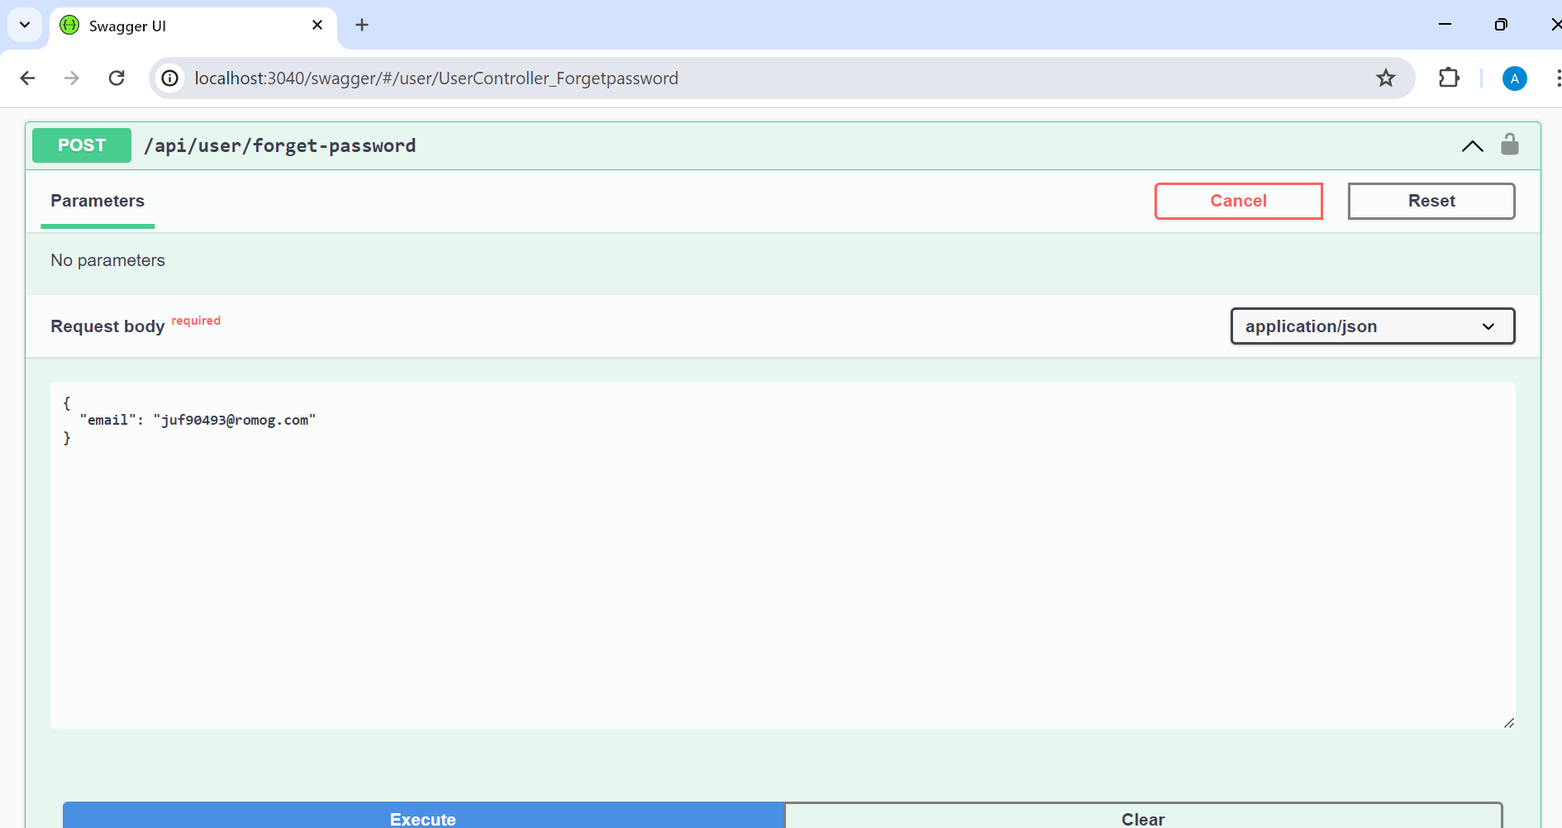 Swagger UI
localhost:3040/swagger/#/user/UserController_Forgetpassword
A
POST /api/user/forget-password
Parameters
Cancel
Reset
No parameters
Request body required
application/json
{
"email": "juf90493@romog.com"
}
Execute
Clear